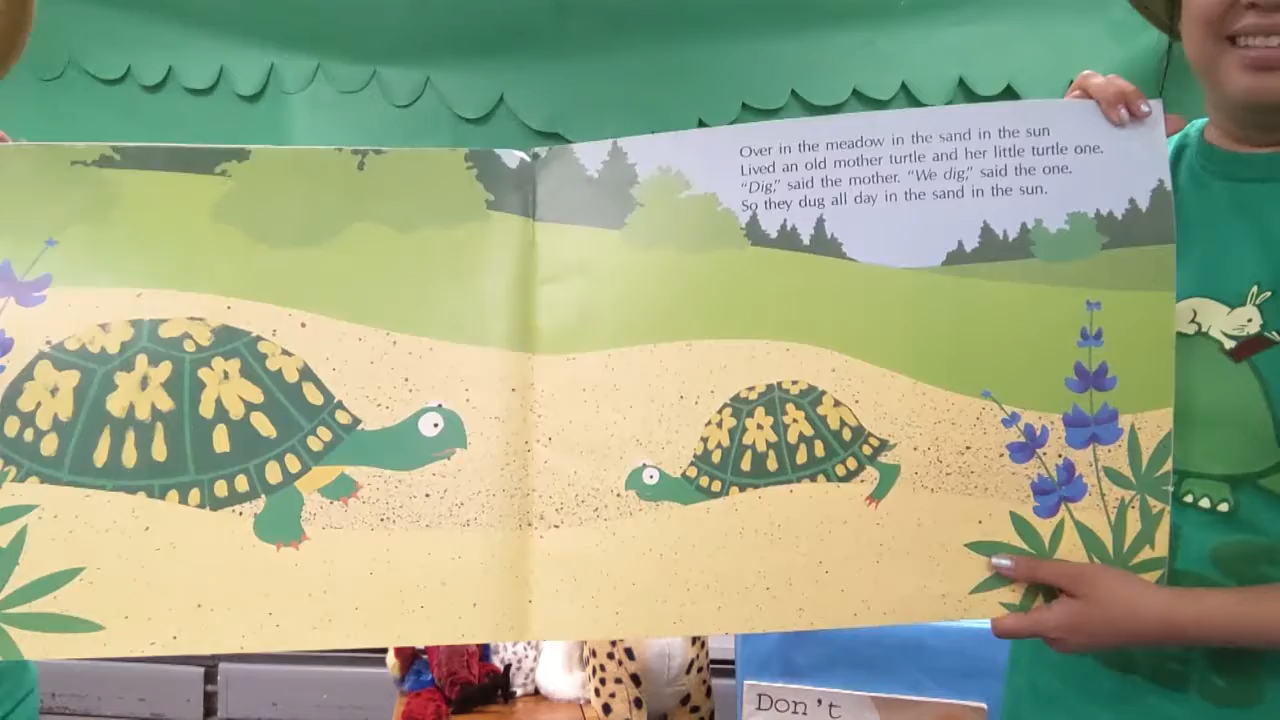 Over in the meadow in the sand in the sun
Lived an old mother turtle and her little turtle one.
“Dig,” said the mother. “We dig,” said the one.
So they dug all day in the sand in the sun.
Don't